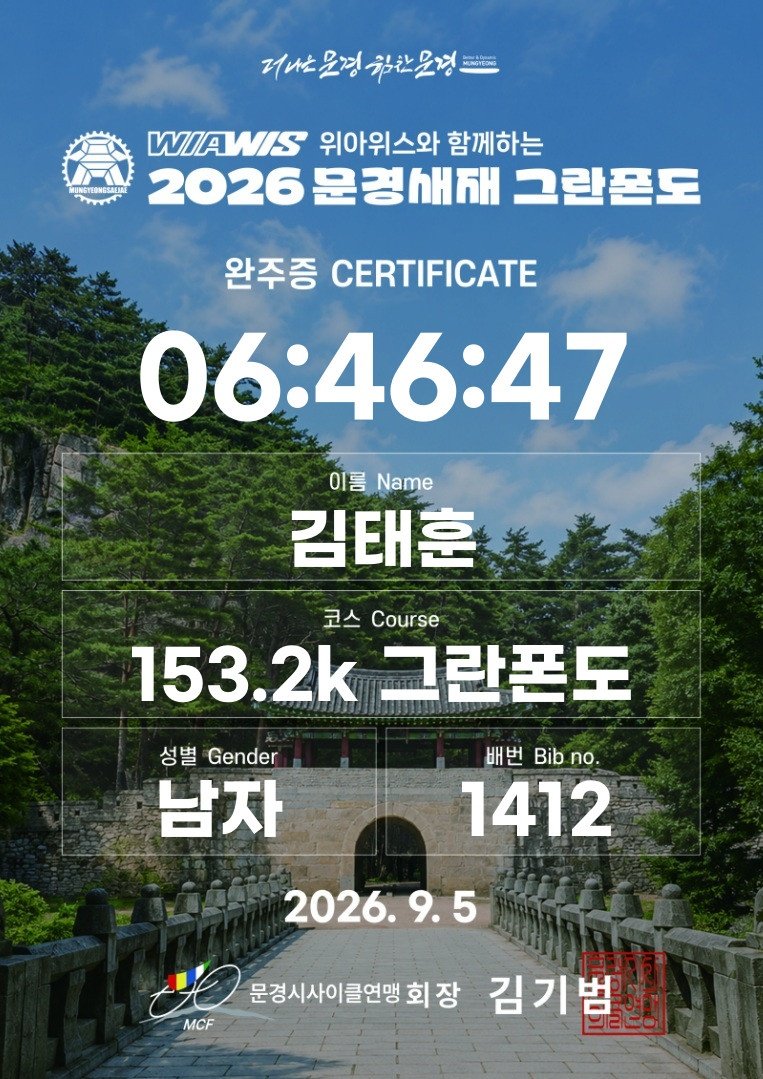 더나은 문경 힘찬 문경 Better & Dynamic MUNGYEONG
MUNGYEONGSAEJAE
WIAWIS 위아위스와 함께하는
2026 문경새재 그란폰도
완주증 CERTIFICATE
06:46:47
이름 Name
김태훈
코스 Course
153.2k 그란폰도
성별 Gender
남자
배번 Bib no.
1412
2026. 9. 5
MCF
문경시사이클연맹 회장 김기범